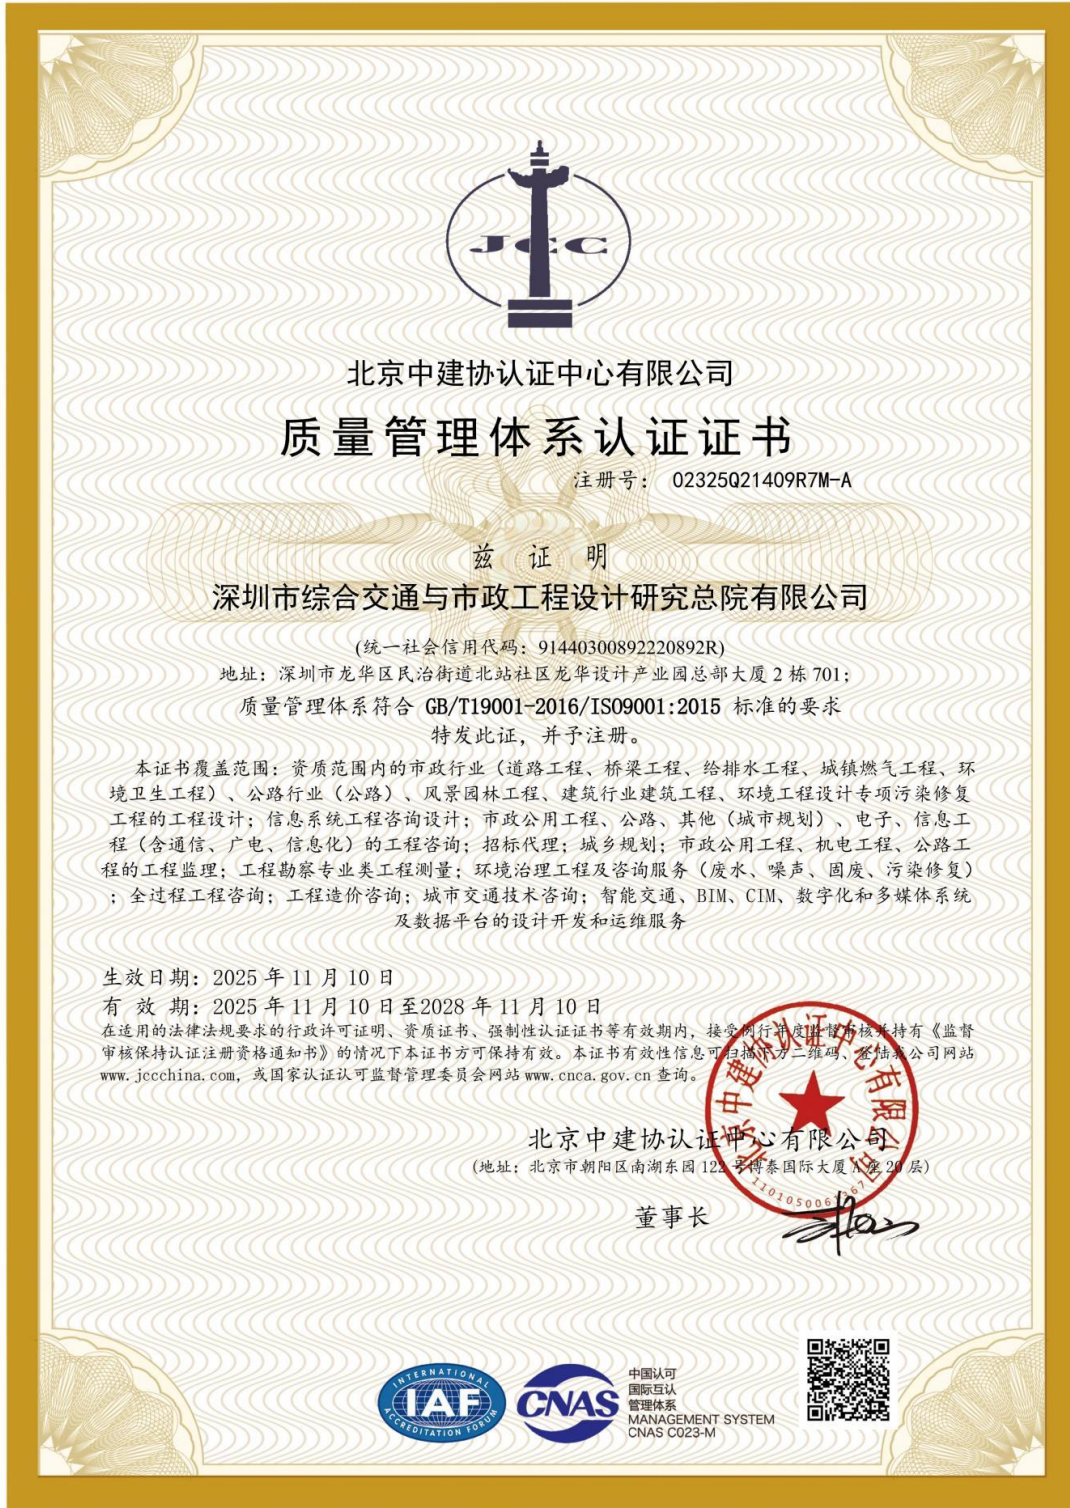 JCC
北京中建协认证中心有限公司
质量管理体系认证证书
注册号： 02325Q21409R7M-A
兹 证 明
深圳市综合交通与市政工程设计研究总院有限公司
(统一社会信用代码：91440300892220892R)
地址：深圳市龙华区民治街道北站社区龙华设计产业园总部大厦 2 栋 701；
质量管理体系符合 GB/T19001-2016/ISO9001:2015 标准的要求
特发此证，并予注册。
本证书覆盖范围：资质范围内的市政行业（道路工程、桥梁工程、给排水工程、城镇燃气工程、环
境卫生工程）、公路行业（公路）、风景园林工程、建筑行业建筑工程、环境工程设计专项污染修复
工程的工程设计；信息系统工程咨询设计；市政公用工程、公路、其他（城市规划）、电子、信息工
程（含通信、广电、信息化）的工程咨询；招标代理；城乡规划；市政公用工程、机电工程、公路工
程的工程监理；工程勘察专业类工程测量；环境治理工程及咨询服务（废水、噪声、固废、污染修复）
；全过程工程咨询；工程造价咨询；城市交通技术咨询；智能交通、BIM、CIM、数字化和多媒体系统
及数据平台的设计开发和运维服务
生效日期：2025 年 11 月 10 日
有 效 期：2025 年 11 月 10 日至2028 年 11 月 10 日
在适用的法律法规要求的行政许可证明、资质证书、强制性认证证书等有效期内，接受例行年度监督审核并持有《监督
审核保持认证注册资格通知书》的情况下本证书方可保持有效。本证书有效性信息可扫描下方二维码、登陆我公司网站
www.jccchina.com，或国家认证认可监督管理委员会网站 www.cnca.gov.cn 查询。
北京中建协认证中心有限公司
北京中建协认证中心有限公司
(地址：北京市朝阳区南湖东园 122 号博泰国际大厦 A 座 20 层)
董事长
INTERNATIONAL
IAF
ACCREDITATION FORUM
CNAS
中国认可
国际互认
管理体系
MANAGEMENT SYSTEM
CNAS C023-M